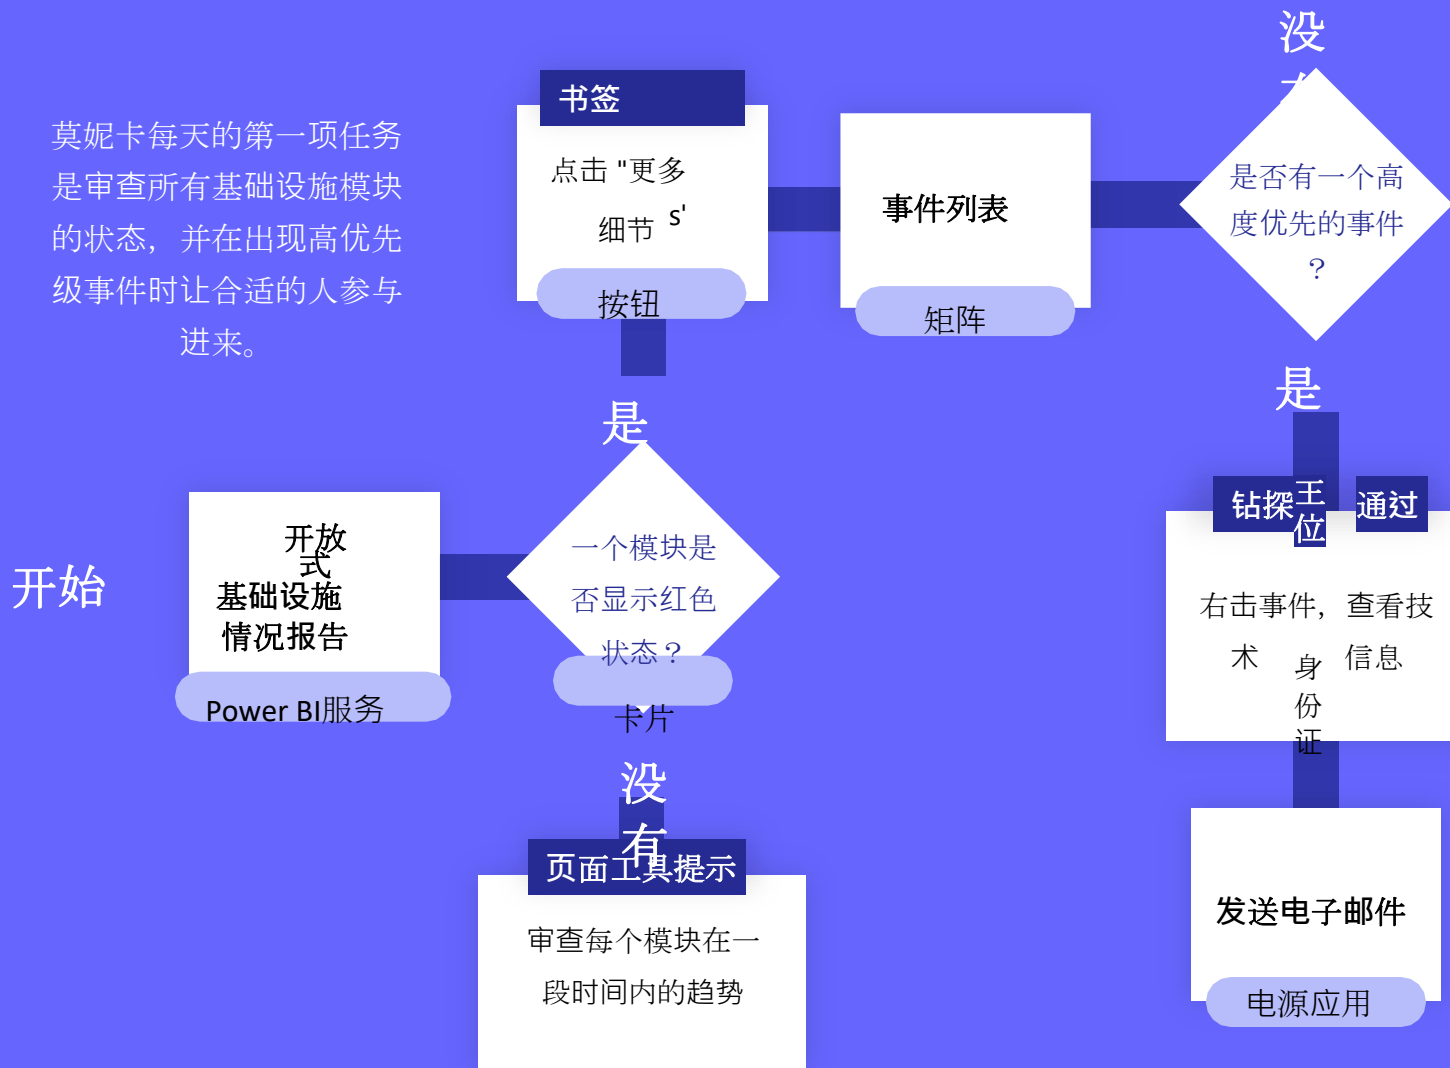 莫妮卡每天的第一项任务
是审查所有基础设施模块
的状态，并在出现高优先
级事件时让合适的人参与
进来。
书签
点击 "更多
细节 s'
按钮
事件列表
矩阵
没
是否有一个高
度优先的事件
？
是
是
开始
开放
式
基础设施
情况报告
Power BI服务
一个模块是
否显示红色
状态？
卡片
没
有
页面工具提示
审查每个模块在一
段时间内的趋势
钻探 王 通过
位
右击事件，查看技
术 身 信息
份
证
发送电子邮件
电源应用